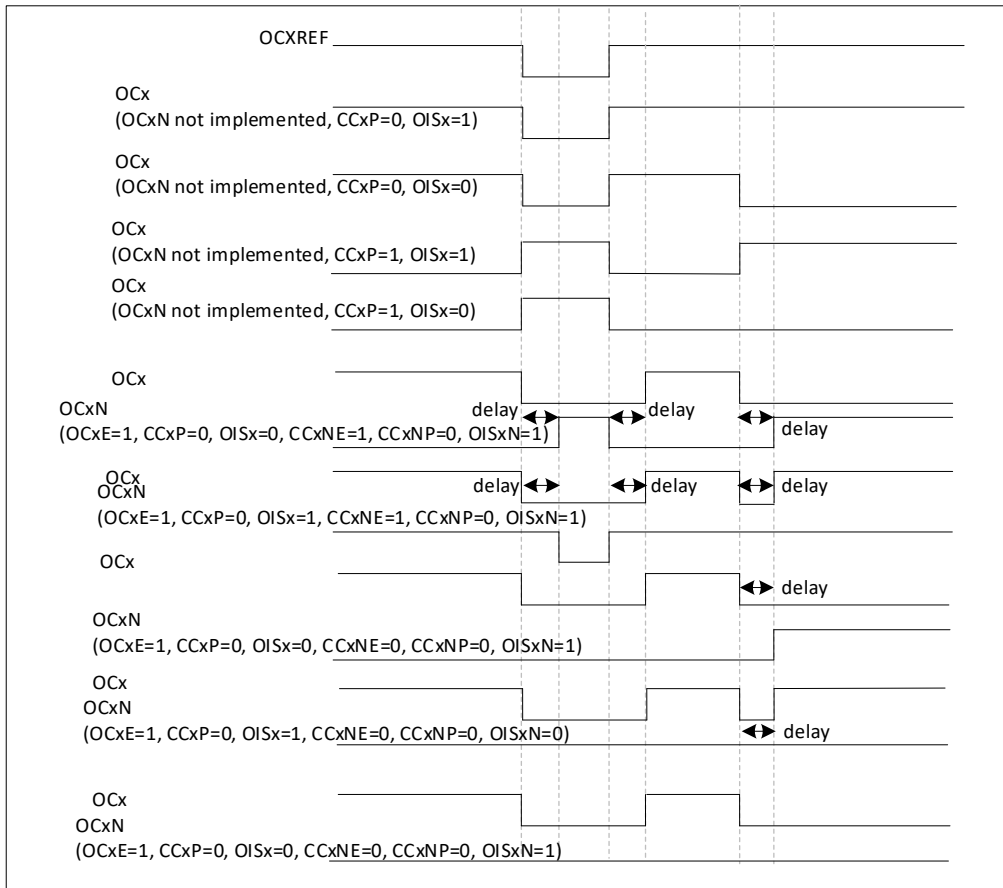 OCXREF
OCx
(OCxN not implemented, CCxP=0, OISx=1)
OCx
(OCxN not implemented, CCxP=0, OISx=0)
OCx
(OCxN not implemented, CCxP=1, OISx=1)
OCx
(OCxN not implemented, CCxP=1, OISx=0)
OCx
OCxN
delay
delay
delay
(OCxE=1, CCxP=0, OISx=0, CCxNE=1, CCxNP=0, OISxN=1)
OCx
delay
delay
delay
OCxN
(OCxE=1, CCxP=0, OISx=1, CCxNE=1, CCxNP=0, OISxN=1)
OCx
delay
OCxN
(OCxE=1, CCxP=0, OISx=0, CCxNE=0, CCxNP=0, OISxN=1)
OCx
OCxN
(OCxE=1, CCxP=0, OISx=1, CCxNE=0, CCxNP=0, OISxN=0)
delay
OCx
OCxN
(OCxE=1, CCxP=0, OISx=0, CCxNE=0, CCxNP=0, OISxN=1)